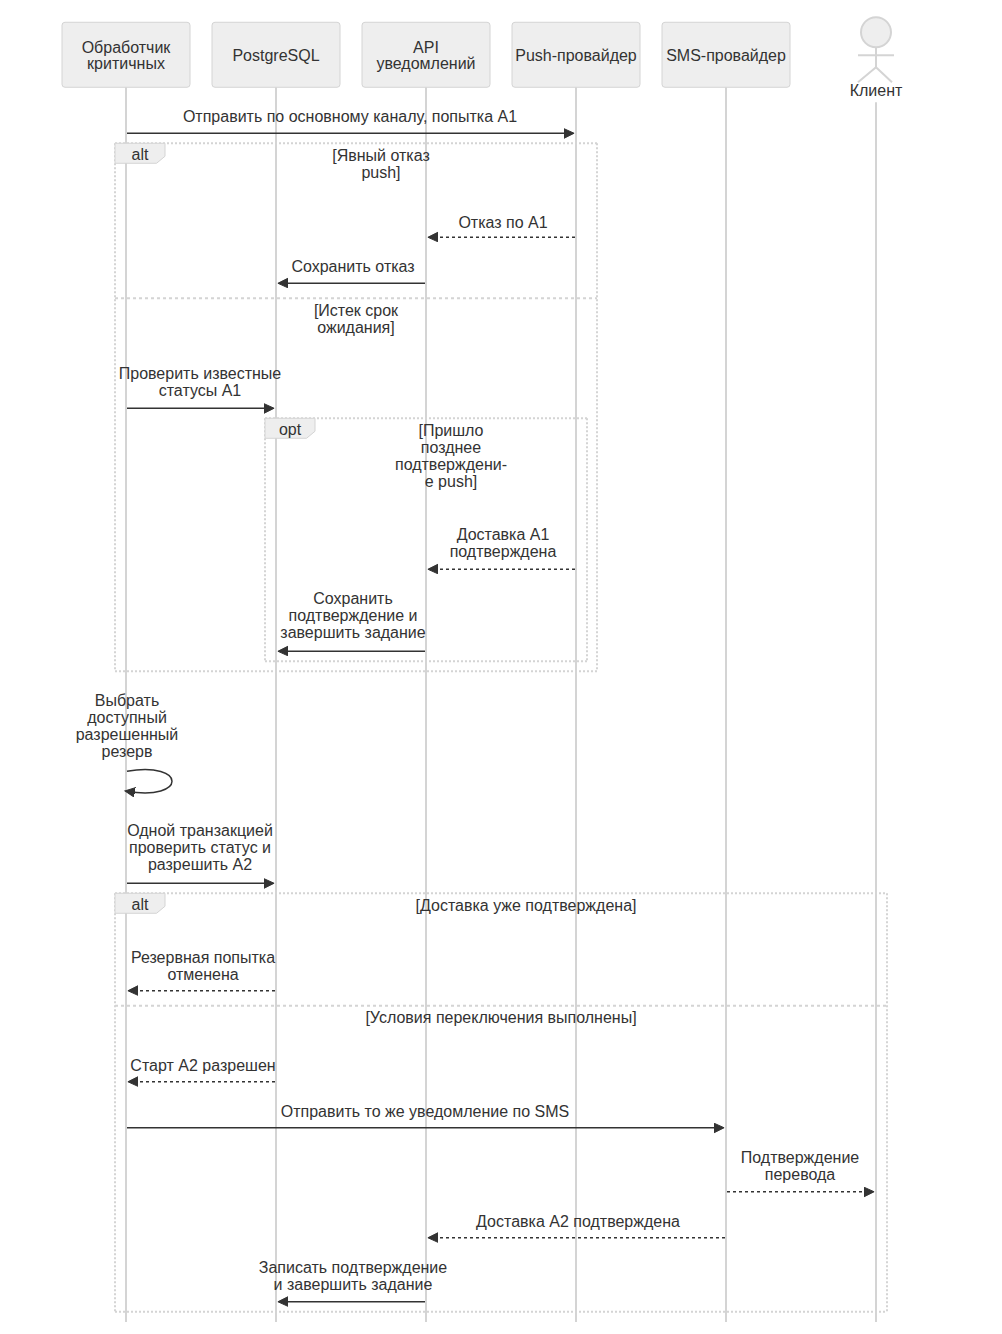 Обработчик
критичных
PostgreSQL
API
уведомлений
Push-провайдер
SMS-провайдер
Клиент
Отправить по основному каналу, попытка A1
alt
[Явный отказ
push]
Отказ по A1
Сохранить отказ
[Истек срок
ожидания]
Проверить известные
статусы A1
opt
[Пришло
позднее
подтверждени-
е push]
Доставка A1
подтверждена
Сохранить
подтверждение и
завершить задание
Выбрать
доступный
разрешенный
резерв
Одной транзакцией
проверить статус и
разрешить A2
alt
[Доставка уже подтверждена]
Резервная попытка
отменена
[Условия переключения выполнены]
Старт A2 разрешен
Отправить то же уведомление по SMS
Подтверждение
перевода
Доставка A2 подтверждена
Записать подтверждение
и завершить задание